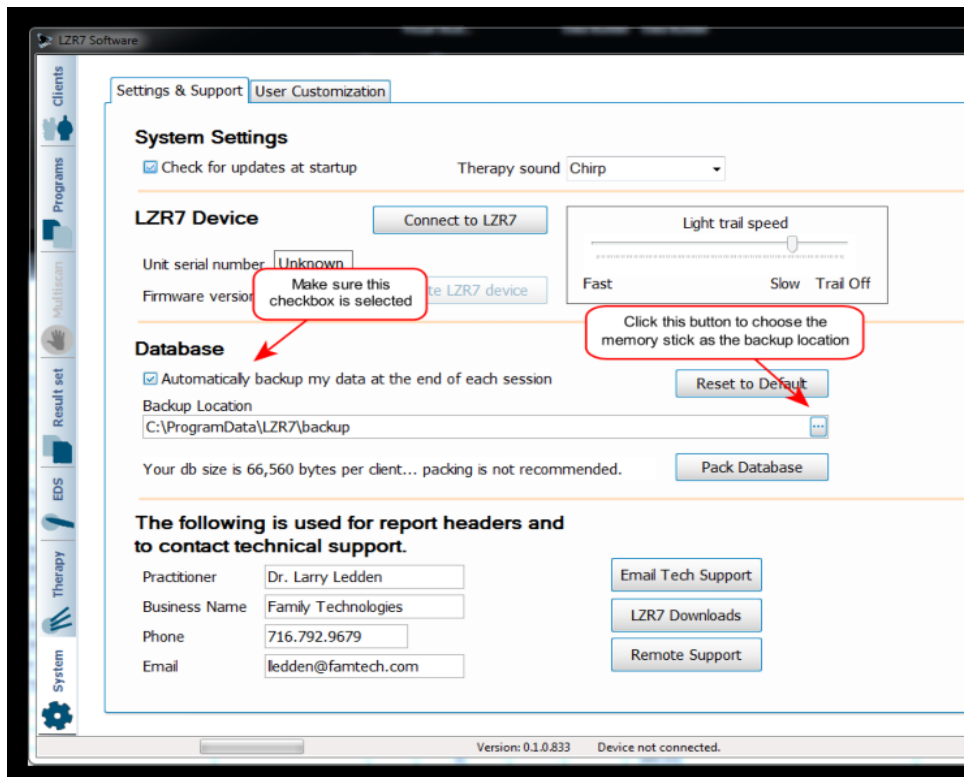 LZR7 Software
Clients
Programs
Multiscan
Result set
EDS
Therapy
System
Settings & Support User Customization
System Settings
Check for updates at startup Therapy sound Chirp
LZR7 Device Connect to LZR7 Light trail speed
Unit serial number Unknown
Make sure this
checkbox is selected
Firmware version LZR7 device Fast Slow Trail Off
Click this button to choose the
memory stick as the backup location
Database
Automatically backup my data at the end of each session Reset to Default
Backup Location
C:\ProgramData\LZR7\backup ...
Your db size is 66,560 bytes per client... packing is not recommended. Pack Database
The following is used for report headers and
to contact technical support.
Practitioner Dr. Larry Ledden Email Tech Support
Business Name Family Technologies LZR7 Downloads
Phone 716.792.9679
Email lledden@famtech.com Remote Support
Version: 0.1.0.833 Device not connected.